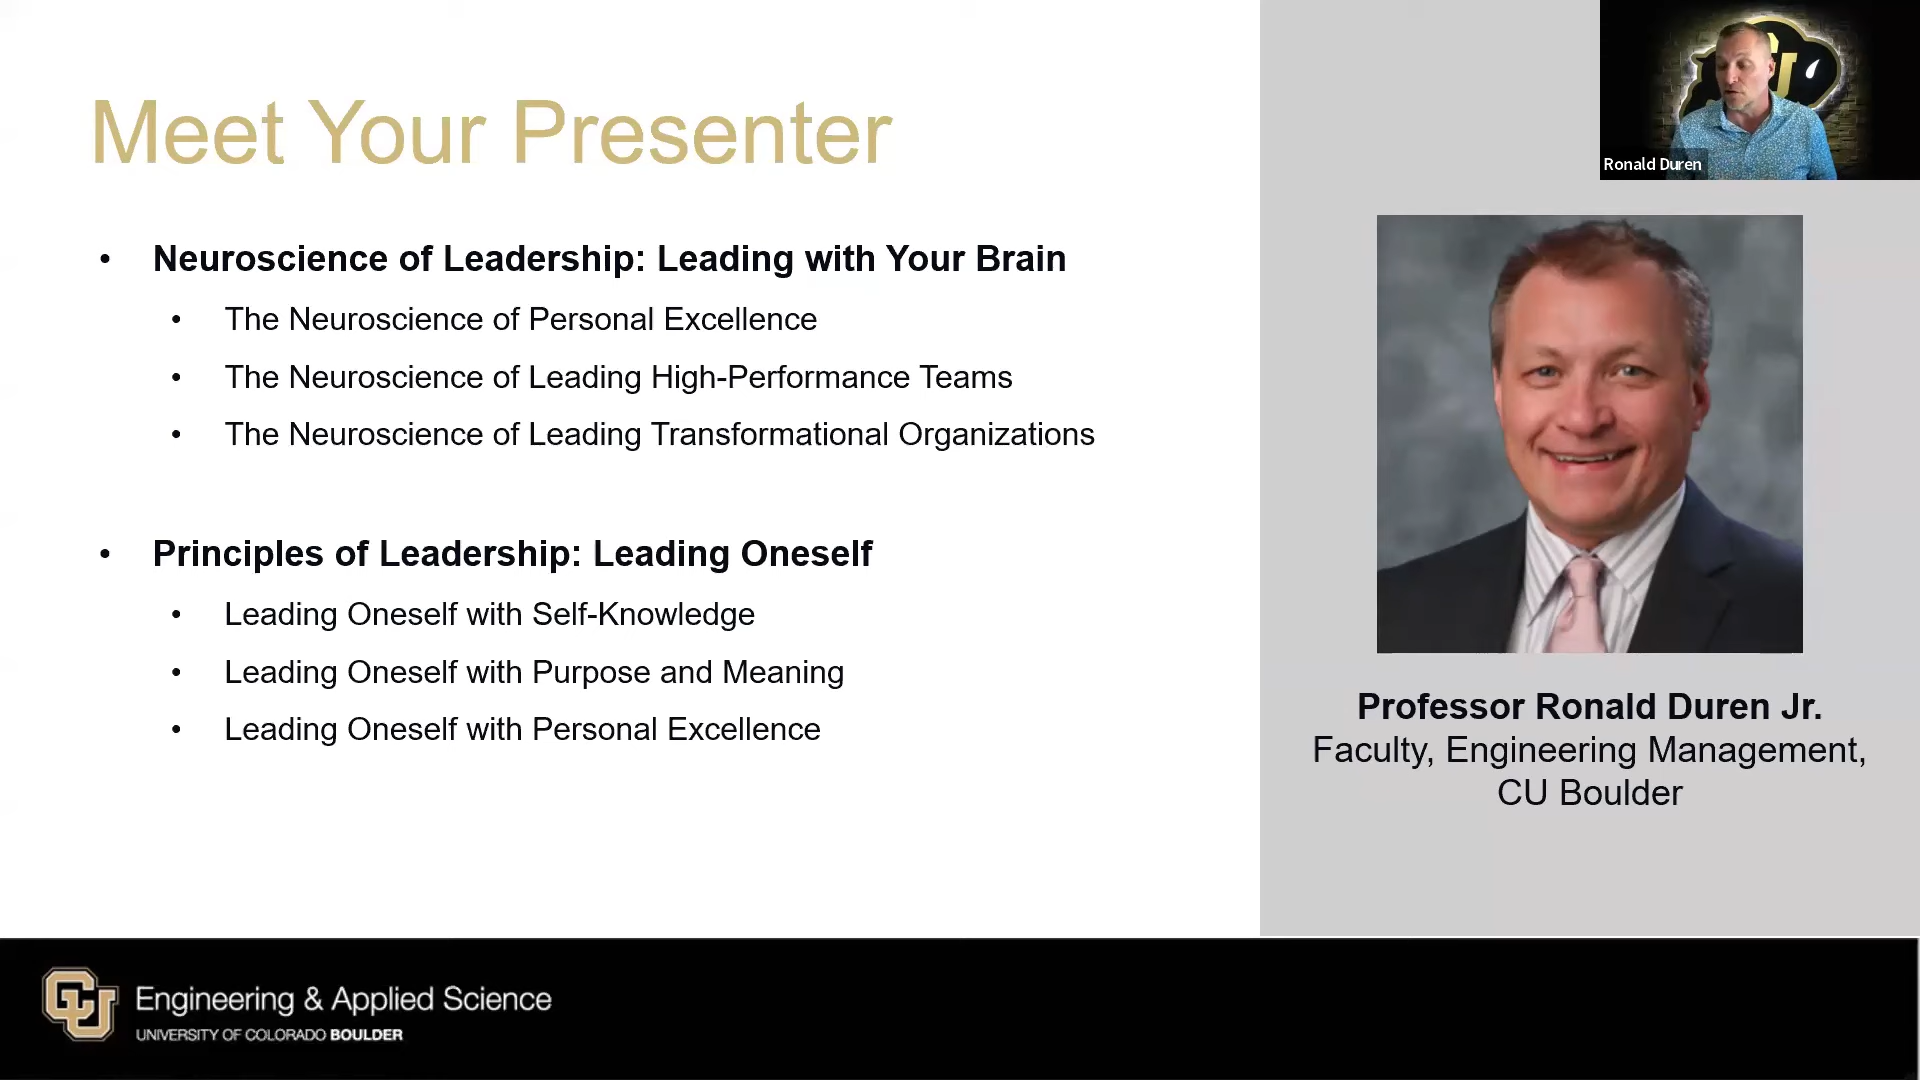 Meet Your Presenter
• Neuroscience of Leadership: Leading with Your Brain
• The Neuroscience of Personal Excellence
• The Neuroscience of Leading High-Performance Teams
• The Neuroscience of Leading Transformational Organizations
• Principles of Leadership: Leading Oneself
• Leading Oneself with Self-Knowledge
• Leading Oneself with Purpose and Meaning
• Leading Oneself with Personal Excellence
Ronald Duren
Professor Ronald Duren Jr.
Faculty, Engineering Management,
CU Boulder
CU
Engineering & Applied Science
UNIVERSITY OF COLORADO BOULDER